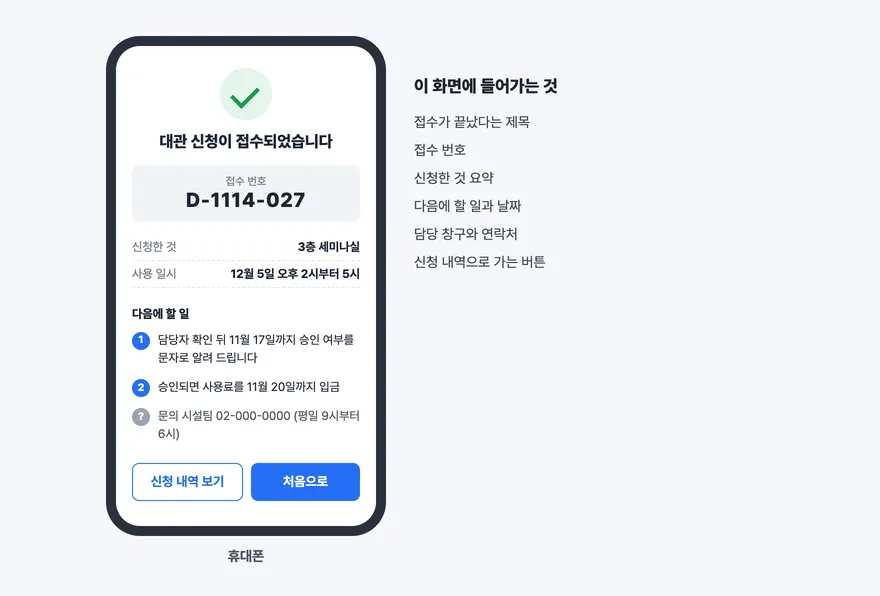 대관 신청이 접수되었습니다
접수 번호
D-1114-027
신청한 것 3층 세미나실
사용 일시 12월 5일 오후 2시부터 5시
다음에 할 일
1 담당자 확인 뒤 11월 17일까지 승인 여부를
문자로 알려 드립니다
2 승인되면 사용료를 11월 20일까지 입금
? 문의 시설팀 02-000-0000 (평일 9시부터
6시)
신청 내역 보기 처음으로
휴대폰
이 화면에 들어가는 것
접수가 끝났다는 제목
접수 번호
신청한 것 요약
다음에 할 일과 날짜
담당 창구와 연락처
신청 내역으로 가는 버튼